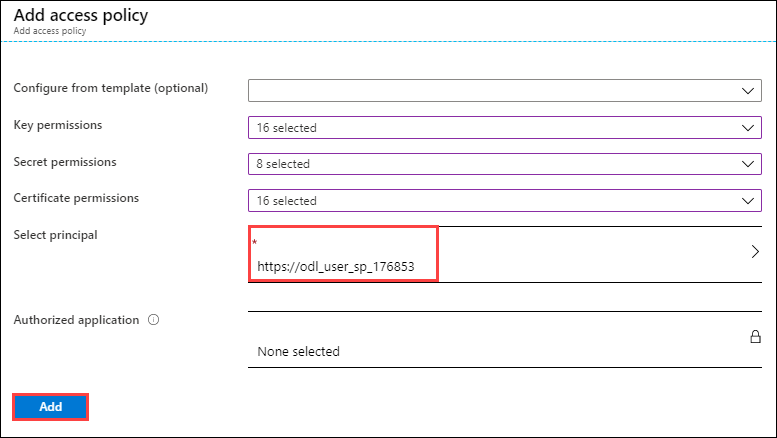 Add access policy
Add access policy
Configure from template (optional)
Key permissions
16 selected
Secret permissions
8 selected
Certificate permissions
16 selected
Select principal
*
https://odl_user_sp_176853
Authorized application
None selected
Add